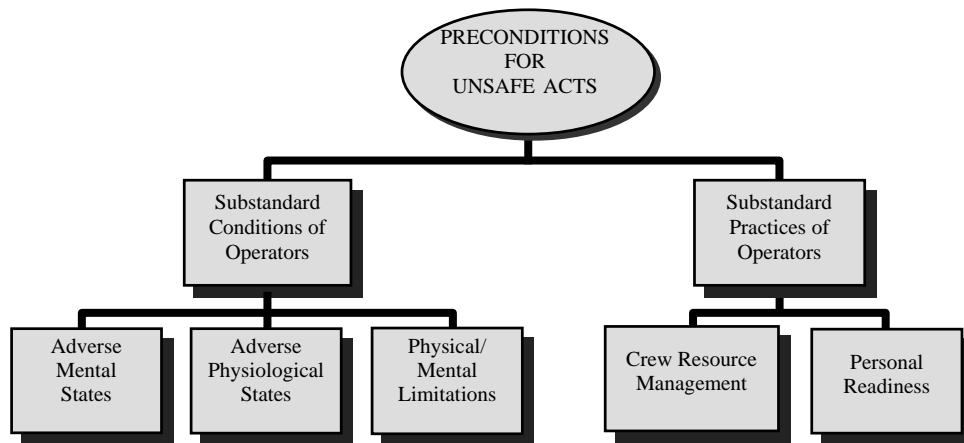 PRECONDITIONS
FOR
UNSAFE ACTS
Substandard
Conditions of
Operators
Substandard
Practices of
Operators
Adverse
Mental
States
Adverse
Physiological
States
Physical/
Mental
Limitations
Crew Resource
Management
Personal
Readiness